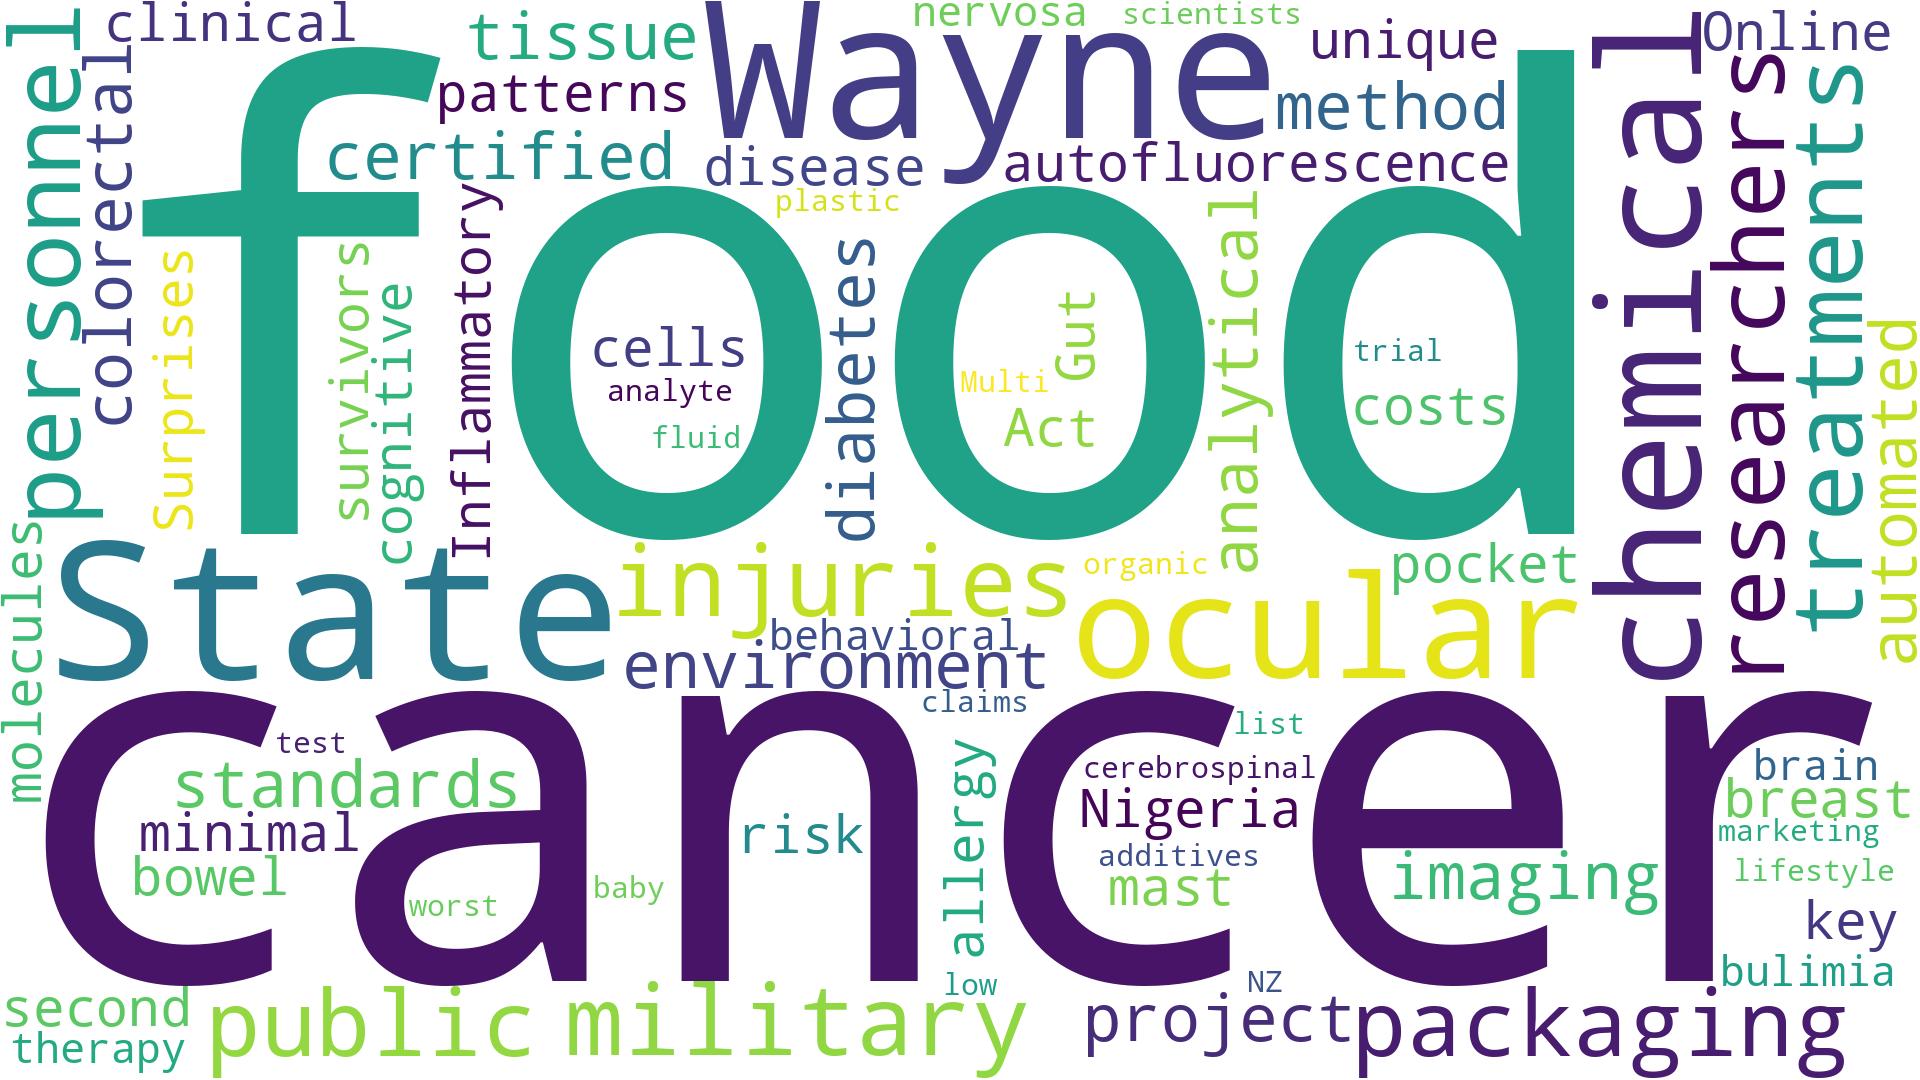 clinical
tissue
Wayne
nervosa
scientists
unique
Online
personnel
colorectal
patterns
method
chemical
researchers
treatments
certified
disease
autofluorescence
food
plastic
Surprises
survivors
cognitive
Inflammatory
cells
analyte
fluid
diabetes
Multi
Gut
Act
analytical
trial
costs
automated
molecules
State
injuries
organic
pocket
behavioral
environment
ocular
cancer
claims
list
test
standards
minimal
bowel
worst
baby
risk
allergy
cerebrospinal
Nigeria
additives
mast
imaging
brain
breast
marketing
lifestyle
key
bulimia
second
therapy
public
military
low
NZ
project
packaging